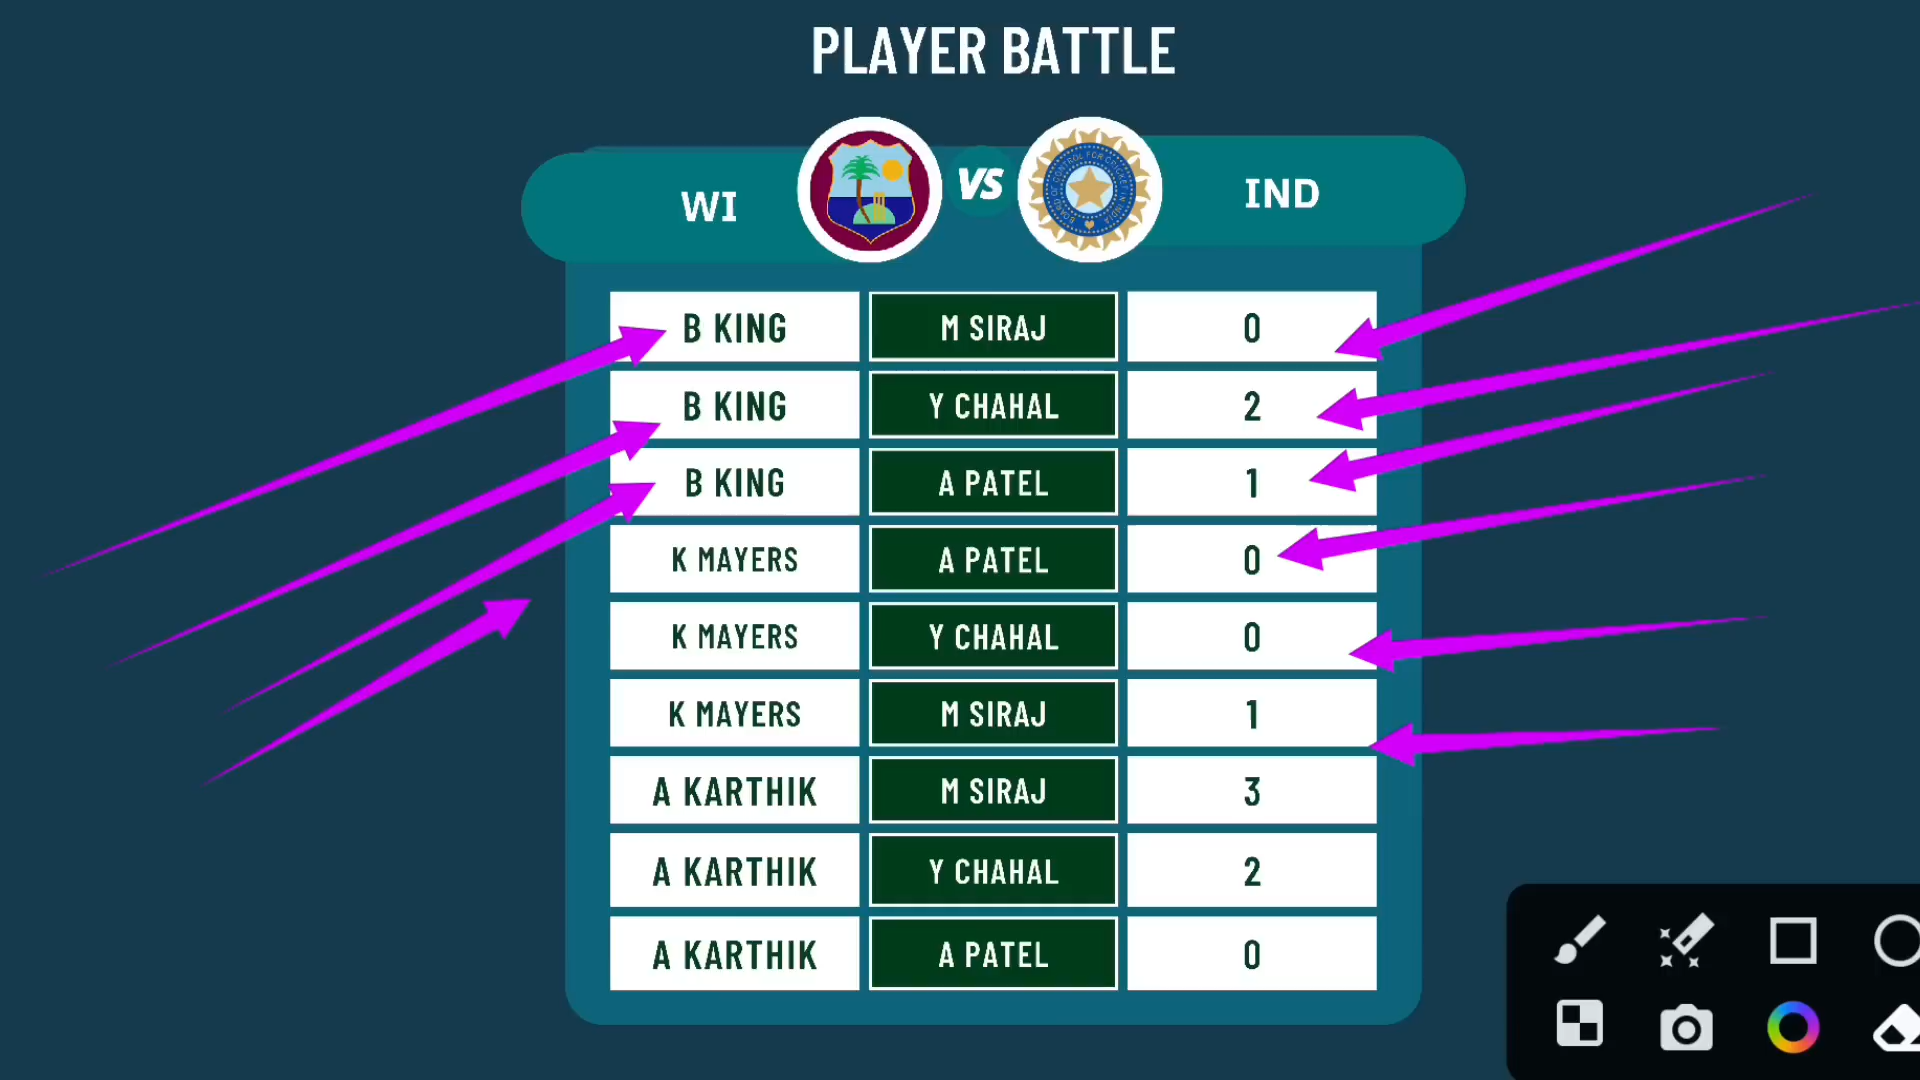 PLAYER BATTLE
WI VS IND
B KING M SIRAJ 0
B KING Y CHAHAL 2
B KING A PATEL 1
K MAYERS A PATEL 0
K MAYERS Y CHAHAL 0
K MAYERS M SIRAJ 1
A KARTHIK M SIRAJ 3
A KARTHIK Y CHAHAL 2
A KARTHIK A PATEL 0